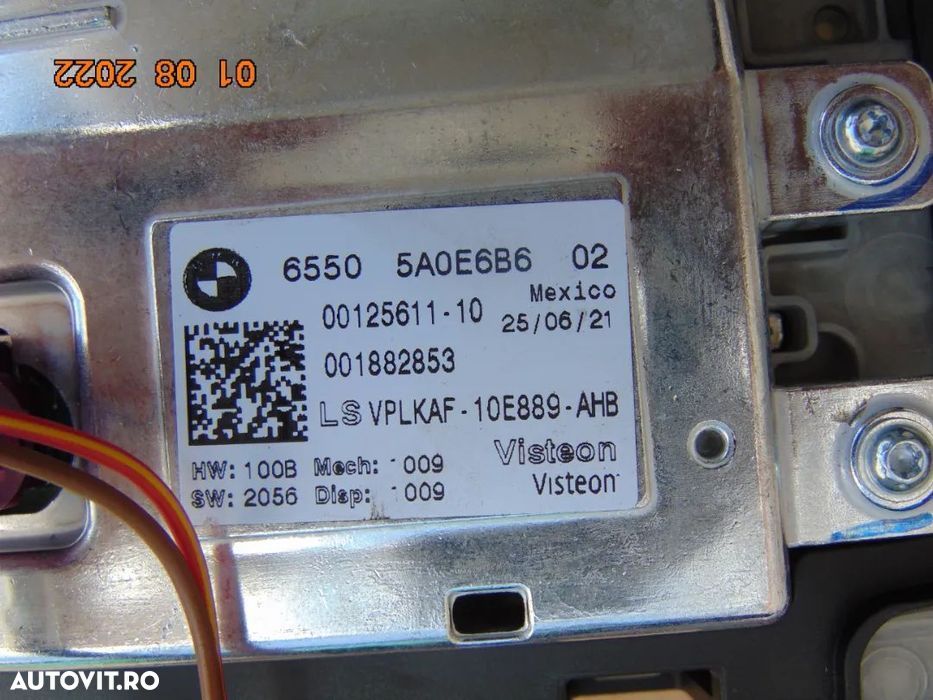 01 08 2022
6550 5A0E6B6 02
00125611-10 Mexico
25/06/21
001882853
LS VPLKAF-10E889-AHB
HW: 100B Mech: 009 Visteon
SW: 2056 Disp: 009 Visteon
AUTOVIT.RO